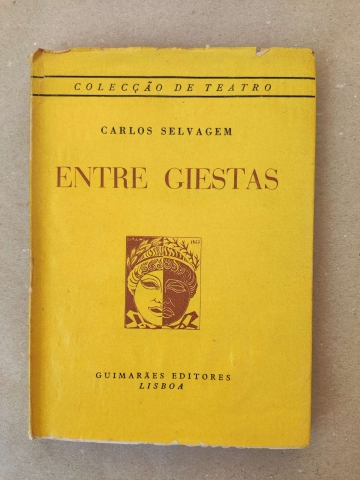 COLECÇÃO DE TEATRO
CARLOS SELVAGEM
ENTRE GIESTAS
GUIMARÃES EDITORES
LISBOA